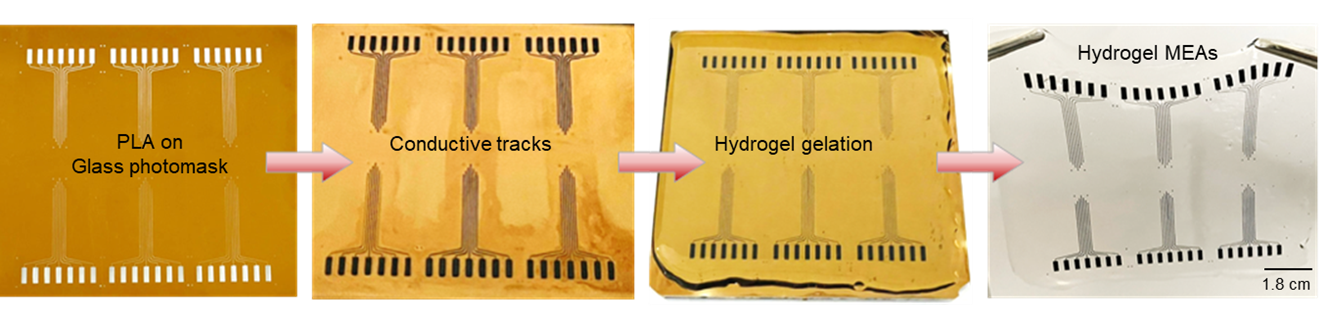 PLA on
Glass photomask
Conductive tracks
Hydrogel gelation
Hydrogel MEAs
1.8 cm